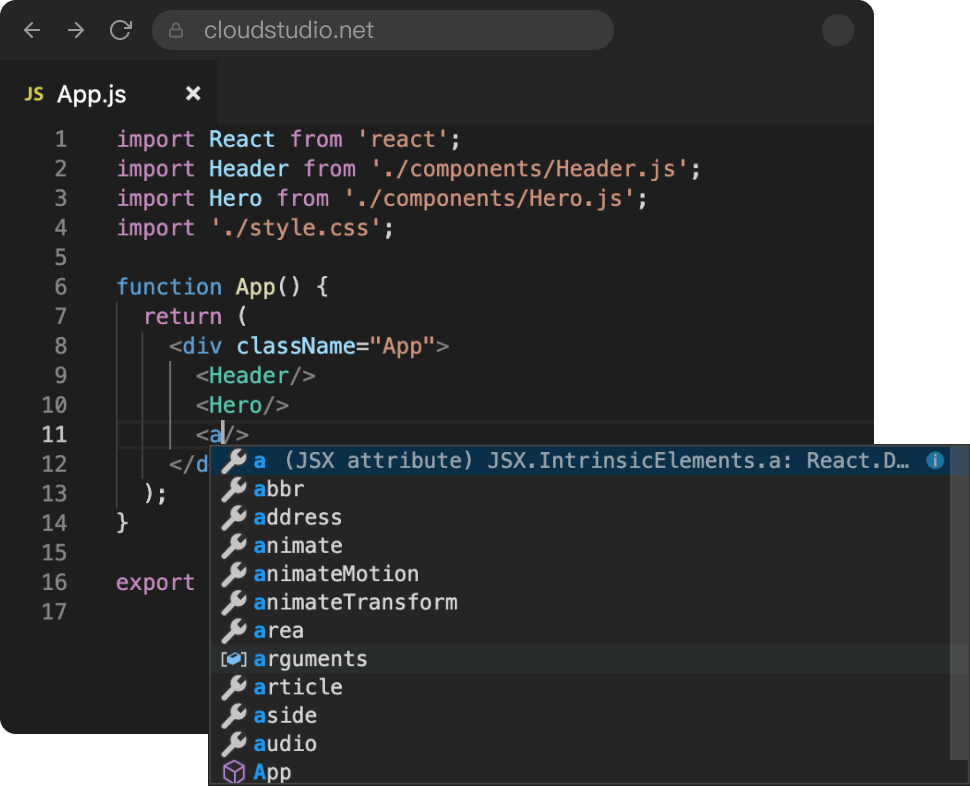 cloudstudio.net
JS App.js
1 import React from 'react';
2 import Header from './components/Header.js';
3 import Hero from './components/Hero.js';
4 import './style.css';
5
6 function App() {
7 return (
8 <div className="App">
9 <Header/>
10 <Hero/>
11 <a/>
12 </d
13 );
14 }
15
16 export
17
a (JSX attribute) JSX.IntrinsicElements.a: React.D…
abbr
address
animate
animateMotion
animateTransform
area
arguments
article
aside
audio
App